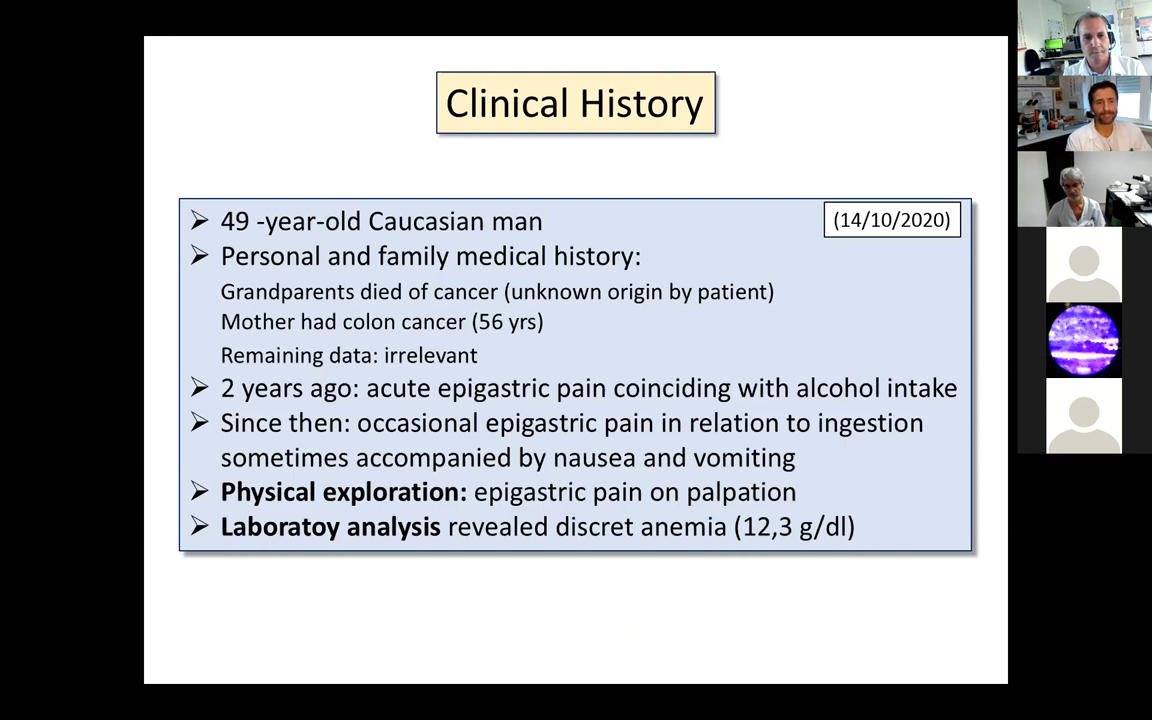 Clinical History
49 -year-old Caucasian man
(14/10/2020)
Personal and family medical history:
Grandparents died of cancer (unknown origin by patient)
Mother had colon cancer (56 yrs)
Remaining data: irrelevant
2 years ago: acute epigastric pain coinciding with alcohol intake
Since then: occasional epigastric pain in relation to ingestion
sometimes accompanied by nausea and vomiting
Physical exploration: epigastric pain on palpation
Laboratoy analysis revealed discret anemia (12,3 g/dl)